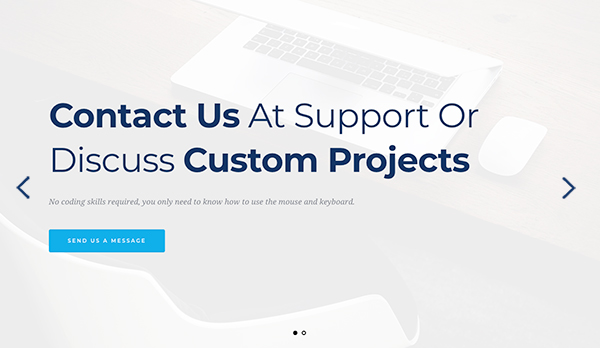 Contact Us At Support Or
Discuss Custom Projects
No coding skills required, you only need to know how to use the mouse and keyboard.
SEND US A MESSAGE